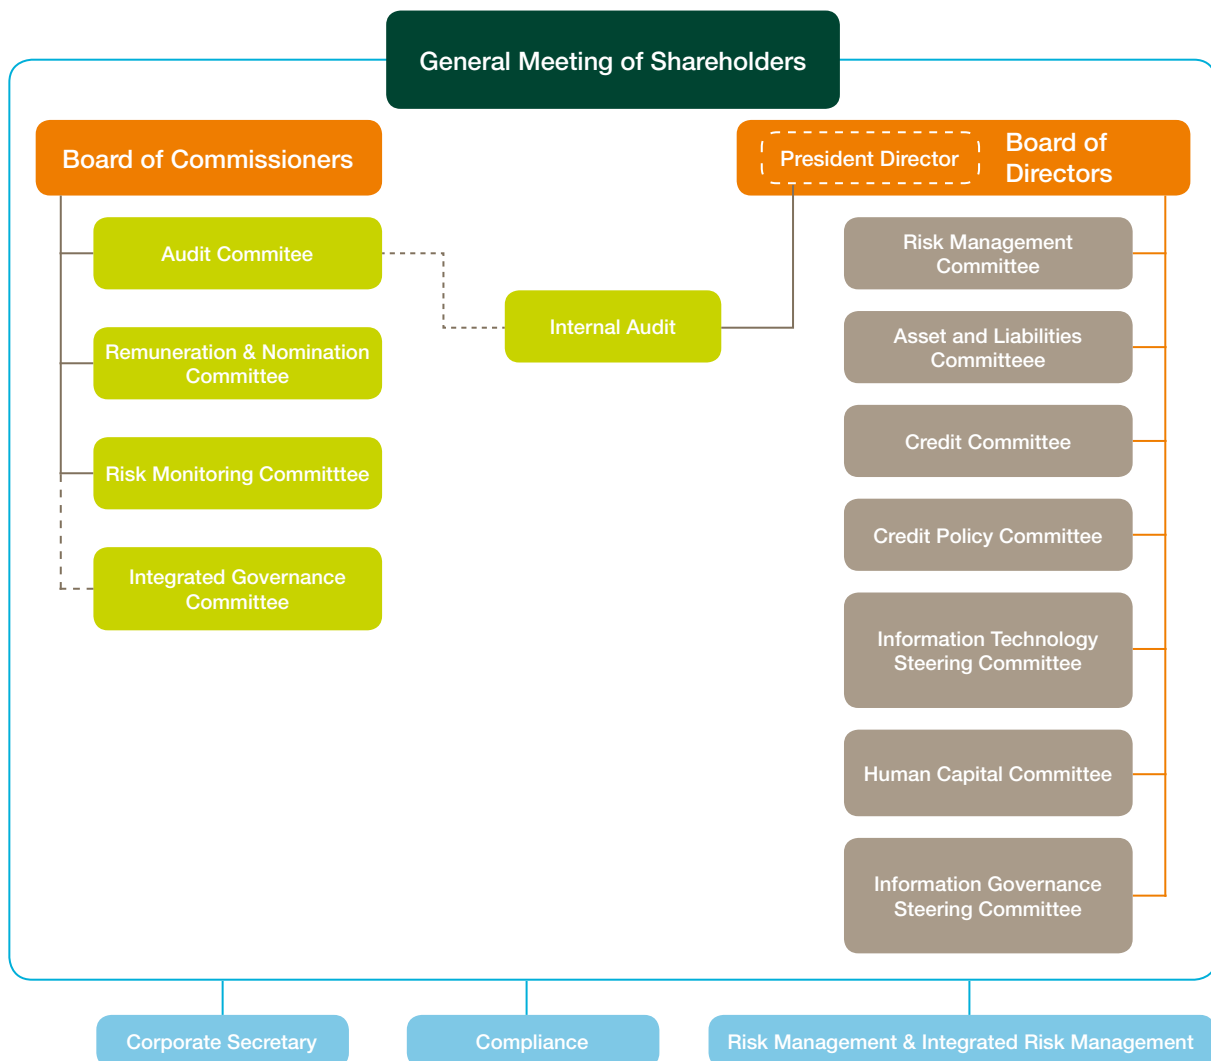 General Meeting of Shareholders
Board of Commissioners
Audit Commitee
Remuneration & Nomination
Committee
Risk Monitoring Committtee
Integrated Governance
Committee
Internal Audit
President Director
Board of
Directors
Risk Management
Committee
Asset and Liabilities
Committeee
Credit Committee
Credit Policy Committee
Information Technology
Steering Committee
Human Capital Committee
Information Governance
Steering Committee
Corporate Secretary
Compliance
Risk Management & Integrated Risk Management